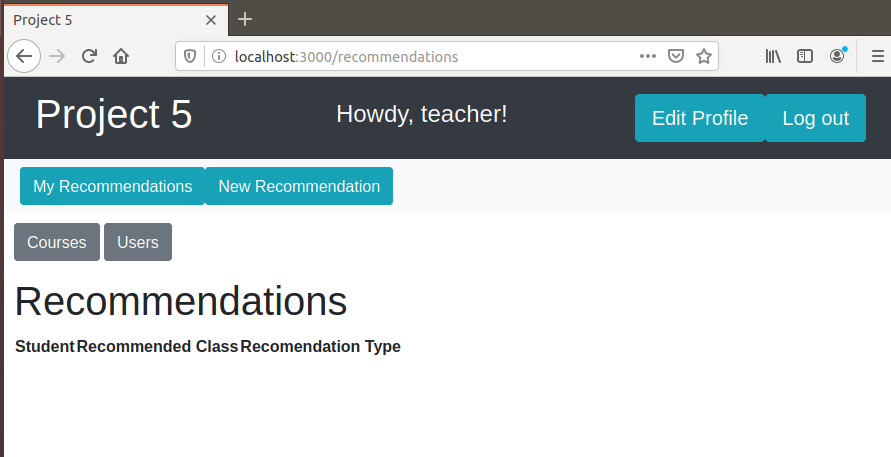 Project 5
localhost:3000/recommendations
Project 5 Howdy, teacher! Edit Profile Log out
My Recommendations New Recommendation
Courses Users
Recommendations
Student Recommended Class Recomendation Type